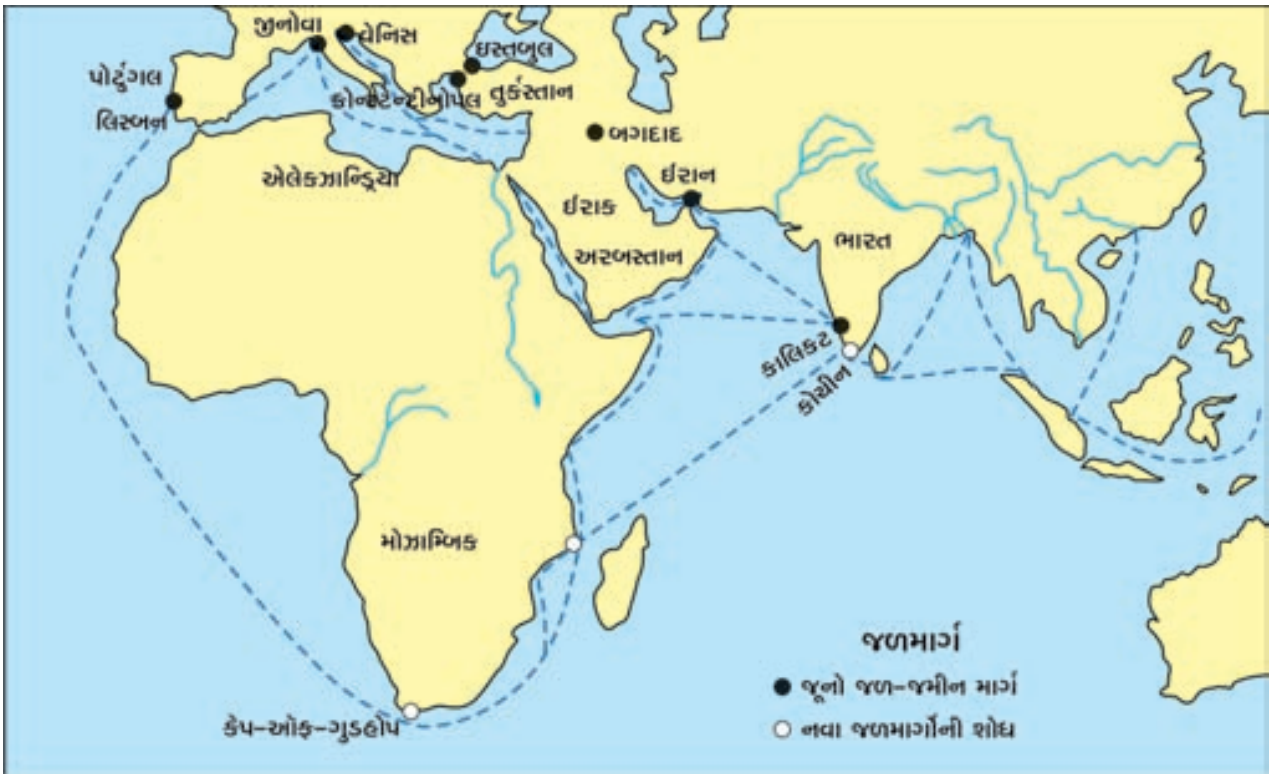 જીનોવા
વેનિસ
ઇસ્તબુલ
પોર્ટુગલ
કોન્સ્ટેન્ટીનોપલ
તુર્કસ્તાન
લિસ્બન
બગદાદ
એલેક્ઝાન્ડ્રિયા
ઈરાન
ઈરાક
ભારત
અરબસ્તાન
કાલિકટ
કોચીન
મોઝામ્બિક
જળમાર્ગ
જૂનો જળ-જમીન માર્ગ
કેપ-ઑફ-ગુડહોપ
નવા જળમાર્ગોની શોધ